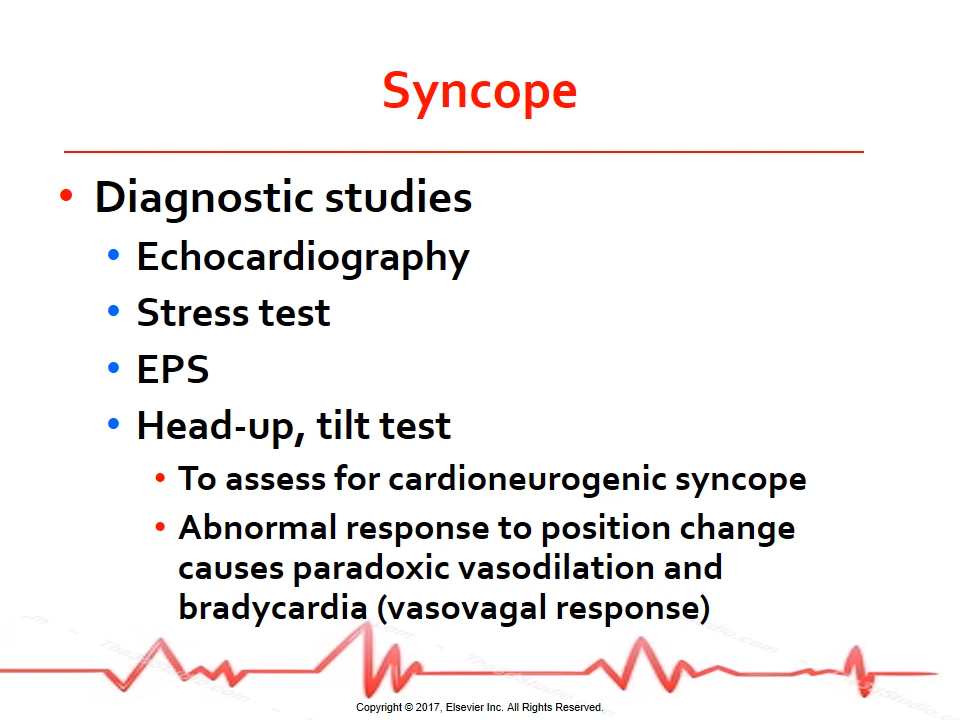 Syncope
• Diagnostic studies
• Echocardiography
• Stress test
• EPS
• Head-up, tilt test
• To assess for cardioneurogenic syncope
• Abnormal response to position change
causes paradoxic vasodilation and
bradycardia (vasovagal response)
Copyright © 2017, Elsevier Inc. All Rights Reserved.